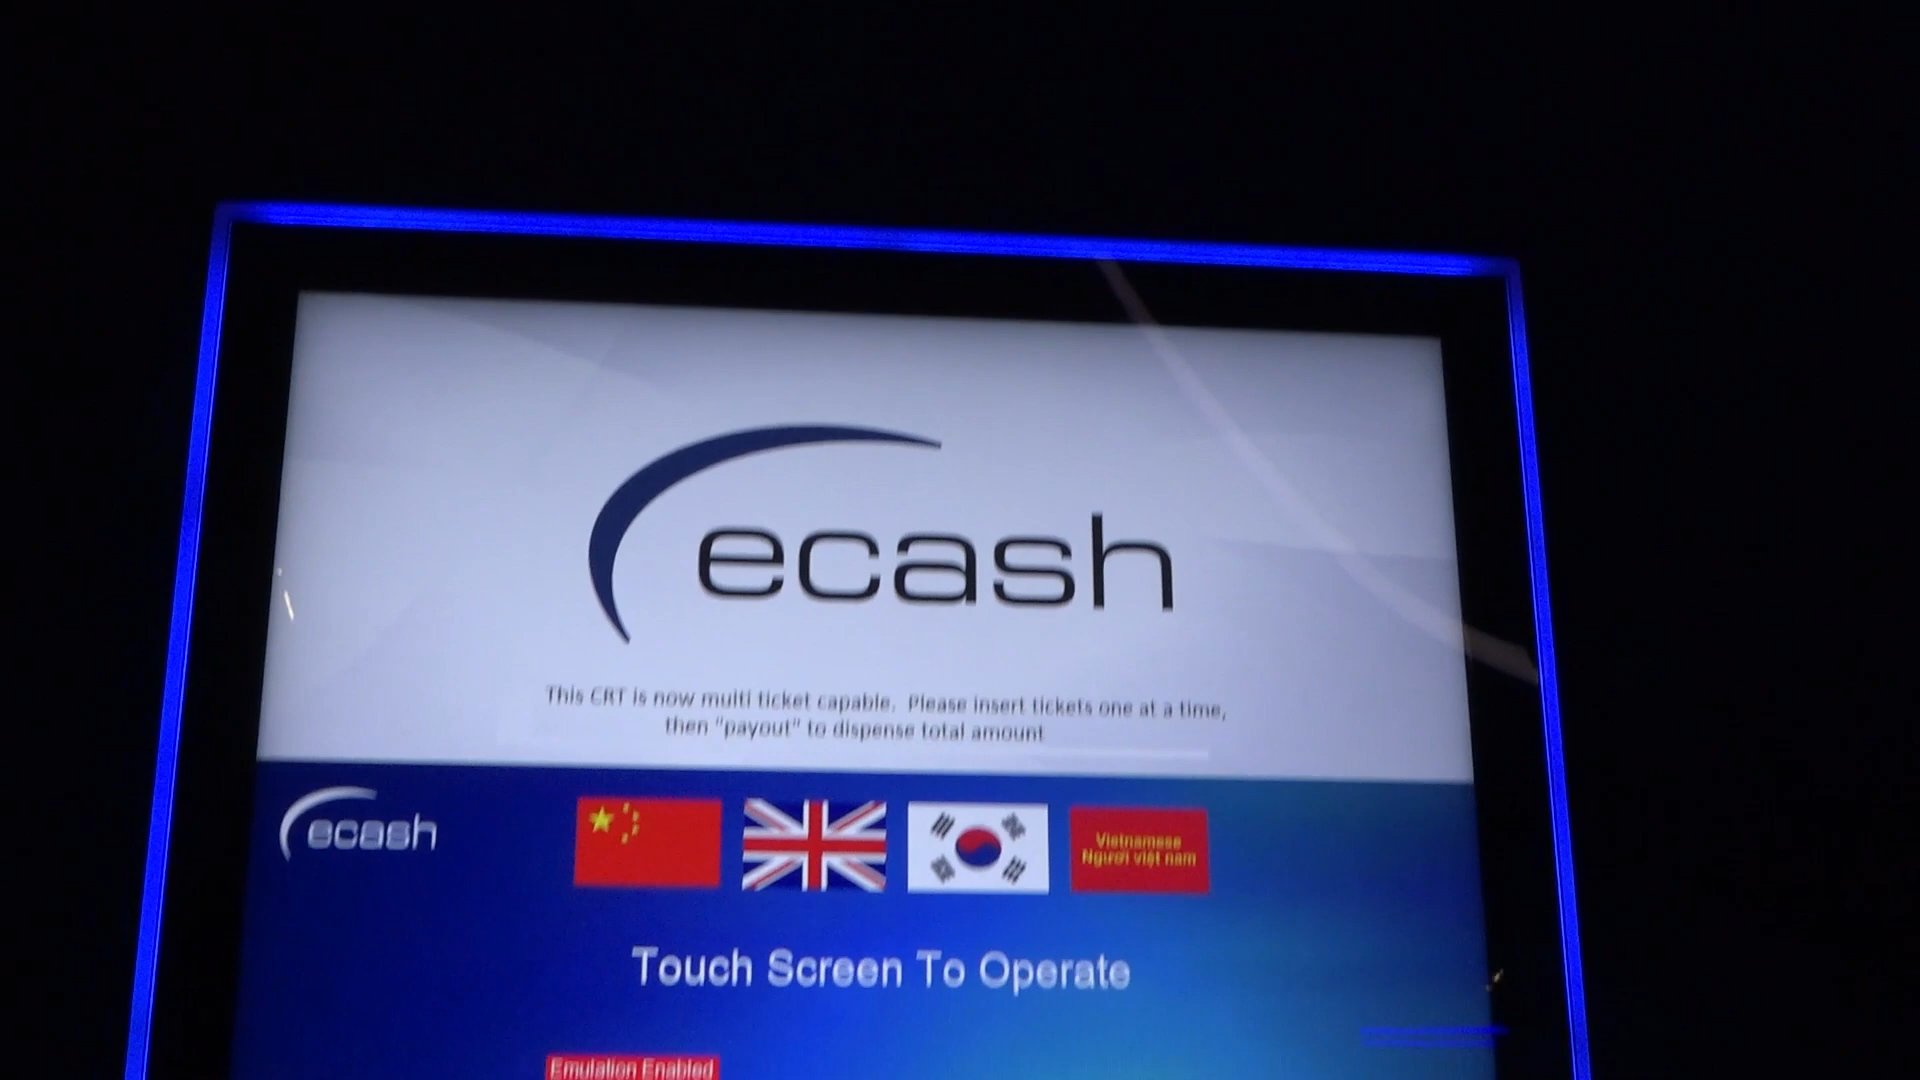 ecash
This CRT is now multi ticket capable.  Please insert tickets one at a time,
then "payout" to dispense total amount
ecash
Vietnamese
Người việt nam
Touch Screen To Operate
Emulation Enabled